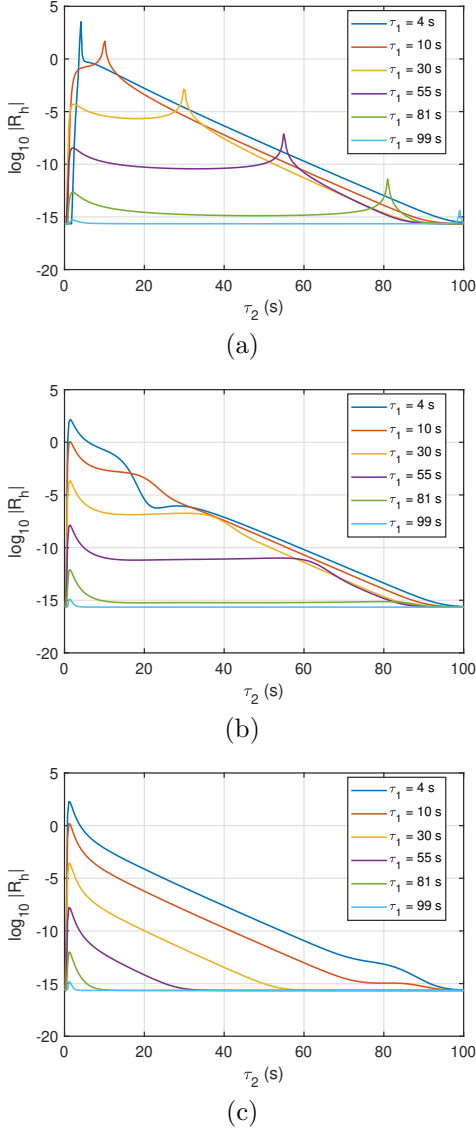 5
0
-5
-10
-15
-20
log₁₀ |Rₕ|
τ₁ = 4 s
τ₁ = 10 s
τ₁ = 30 s
τ₁ = 55 s
τ₁ = 81 s
τ₁ = 99 s
0 20 40 60 80 100
τ₂ (s)
(a)
5
0
-5
-10
-15
-20
log₁₀ |Rₕ|
τ₁ = 4 s
τ₁ = 10 s
τ₁ = 30 s
τ₁ = 55 s
τ₁ = 81 s
τ₁ = 99 s
0 20 40 60 80 100
τ₂ (s)
(b)
5
0
-5
-10
-15
-20
log₁₀ |Rₕ|
τ₁ = 4 s
τ₁ = 10 s
τ₁ = 30 s
τ₁ = 55 s
τ₁ = 81 s
τ₁ = 99 s
0 20 40 60 80 100
τ₂ (s)
(c)